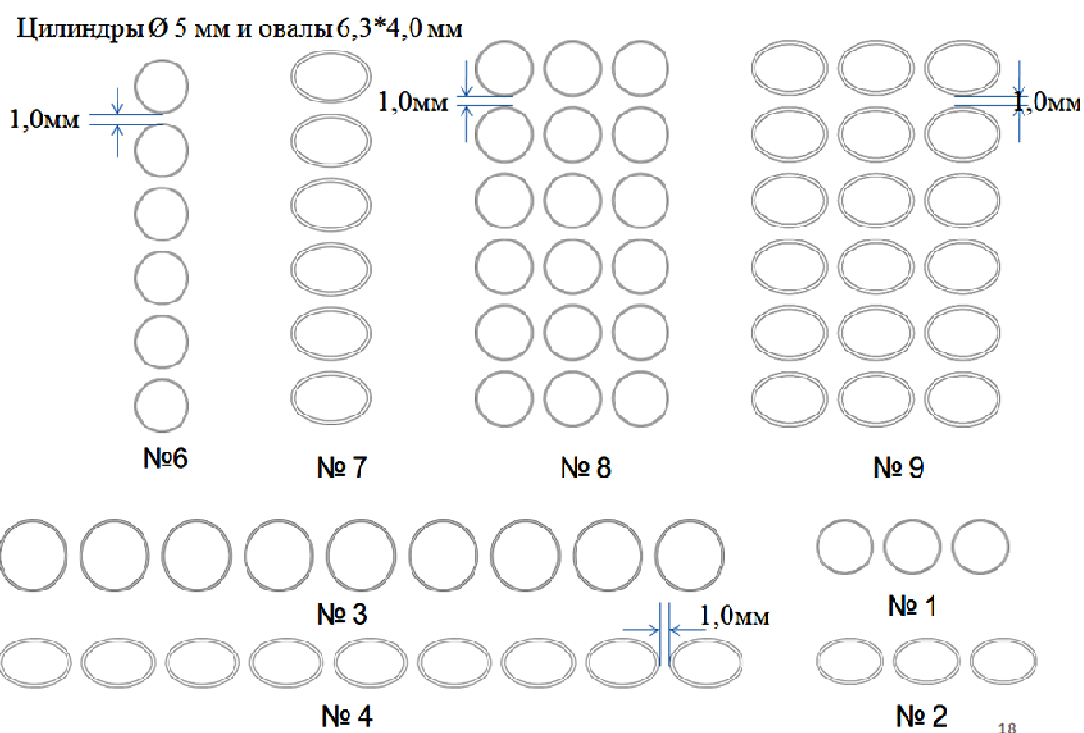 Цилиндры Ø 5 мм и овалы 6,3*4,0 мм
1,0мм
1,0мм
1,0мм
№6
№ 7
№ 8
№ 9
№ 3
№ 1
1,0мм
№ 4
№ 2
18